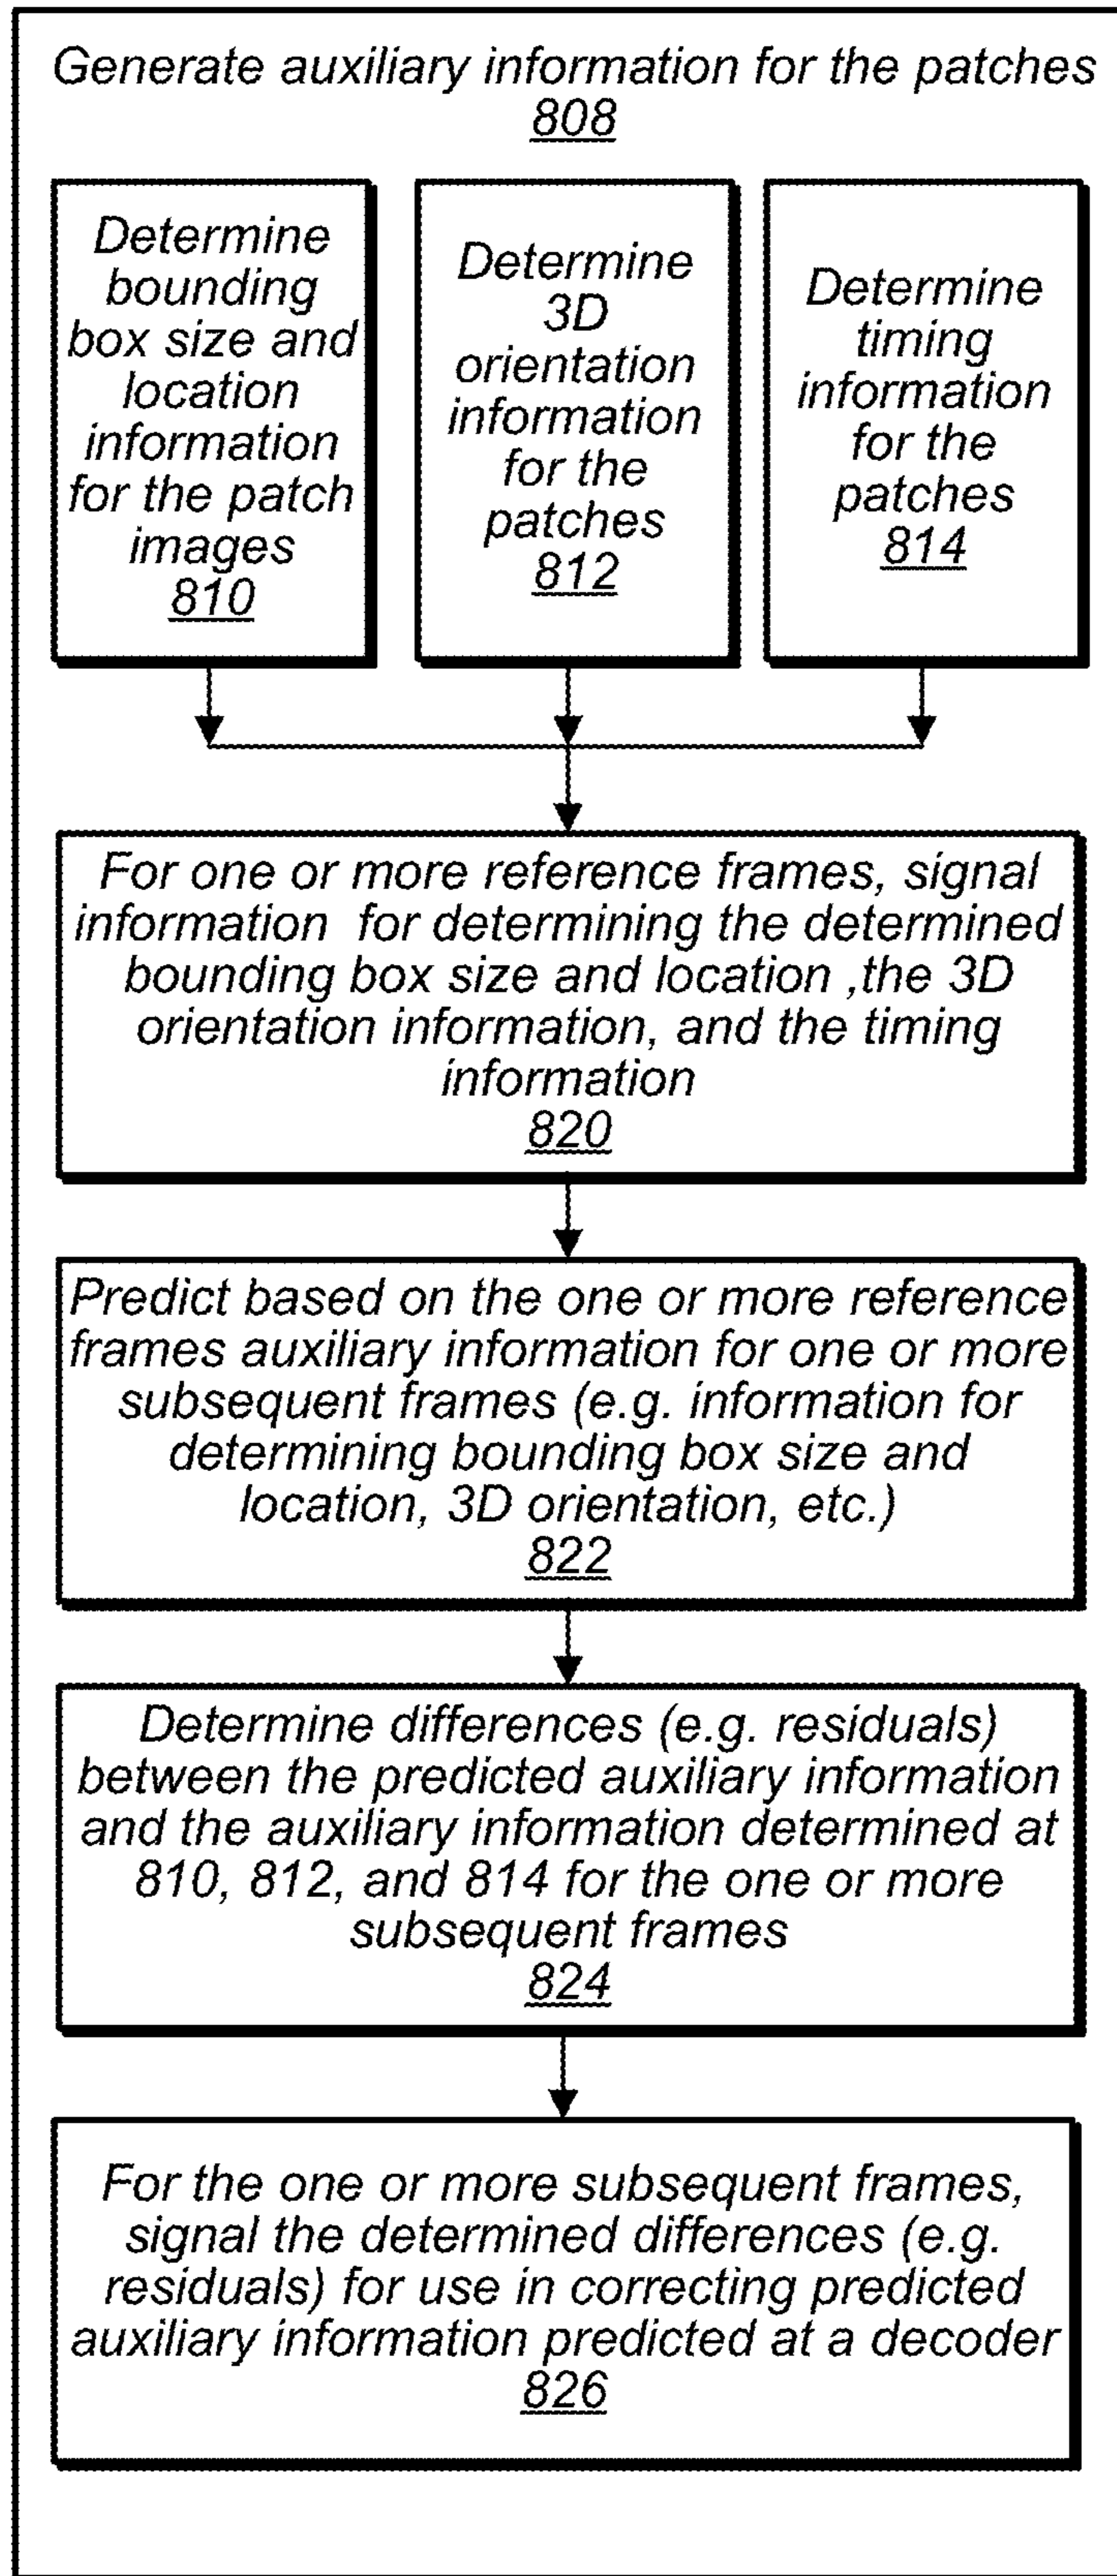 Generate auxiliary information for the patches
808
Determine
bounding
box size and
location
information
for the patch
images
810
Determine
3D
orientation
information
for the
patches
812
Determine
timing
information
for the
patches
814
For one or more reference frames, signal
information for determining the determined
bounding box size and location ,the 3D
orientation information, and the timing
information
820
Predict based on the one or more reference
frames auxiliary information for one or more
subsequent frames (e.g. information for
determining bounding box size and
location, 3D orientation, etc.)
822
Determine differences (e.g. residuals)
between the predicted auxiliary information
and the auxiliary information determined at
810, 812, and 814 for the one or more
subsequent frames
824
For the one or more subsequent frames,
signal the determined differences (e.g.
residuals) for use in correcting predicted
auxiliary information predicted at a decoder
826